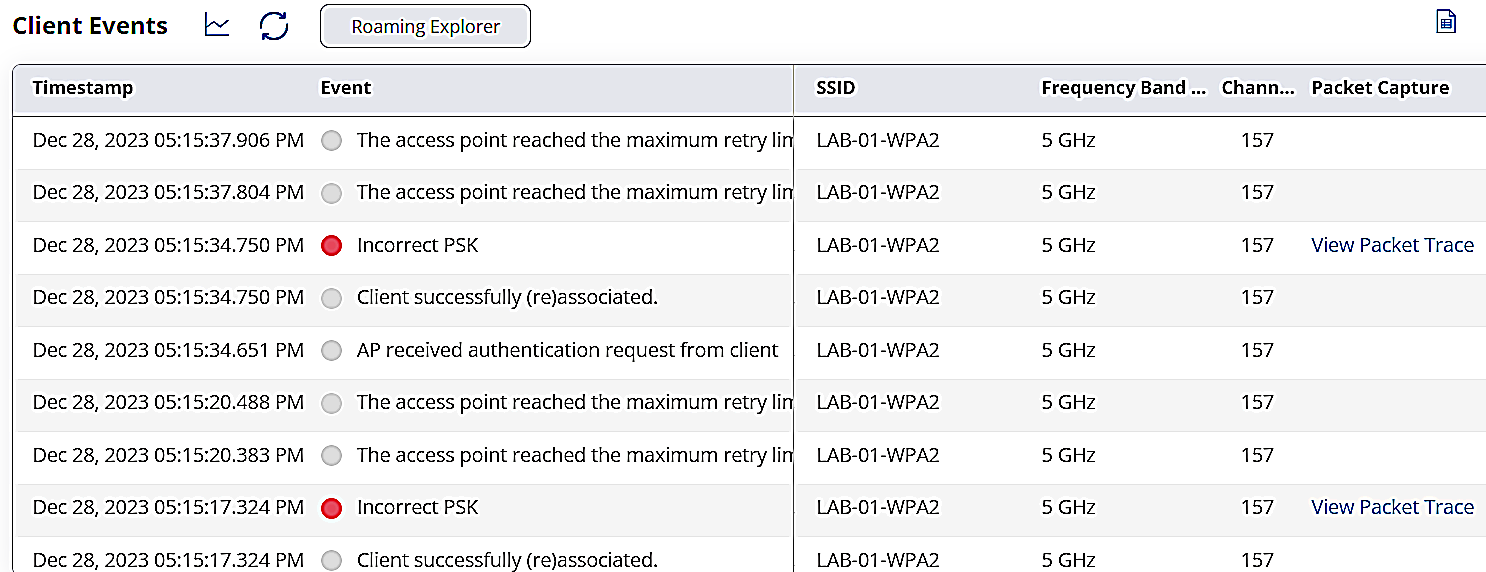 Client Events Roaming Explorer
Timestamp Event SSID Frequency Band ... Chann... Packet Capture
Dec 28, 2023 05:15:37.906 PM The access point reached the maximum retry lim LAB-01-WPA2 5 GHz 157
Dec 28, 2023 05:15:37.804 PM The access point reached the maximum retry lim LAB-01-WPA2 5 GHz 157
Dec 28, 2023 05:15:34.750 PM Incorrect PSK LAB-01-WPA2 5 GHz 157 View Packet Trace
Dec 28, 2023 05:15:34.750 PM Client successfully (re)associated. LAB-01-WPA2 5 GHz 157
Dec 28, 2023 05:15:34.651 PM AP received authentication request from client LAB-01-WPA2 5 GHz 157
Dec 28, 2023 05:15:20.488 PM The access point reached the maximum retry lim LAB-01-WPA2 5 GHz 157
Dec 28, 2023 05:15:20.383 PM The access point reached the maximum retry lim LAB-01-WPA2 5 GHz 157
Dec 28, 2023 05:15:17.324 PM Incorrect PSK LAB-01-WPA2 5 GHz 157 View Packet Trace
Dec 28, 2023 05:15:17.324 PM Client successfully (re)associated. LAB-01-WPA2 5 GHz 157